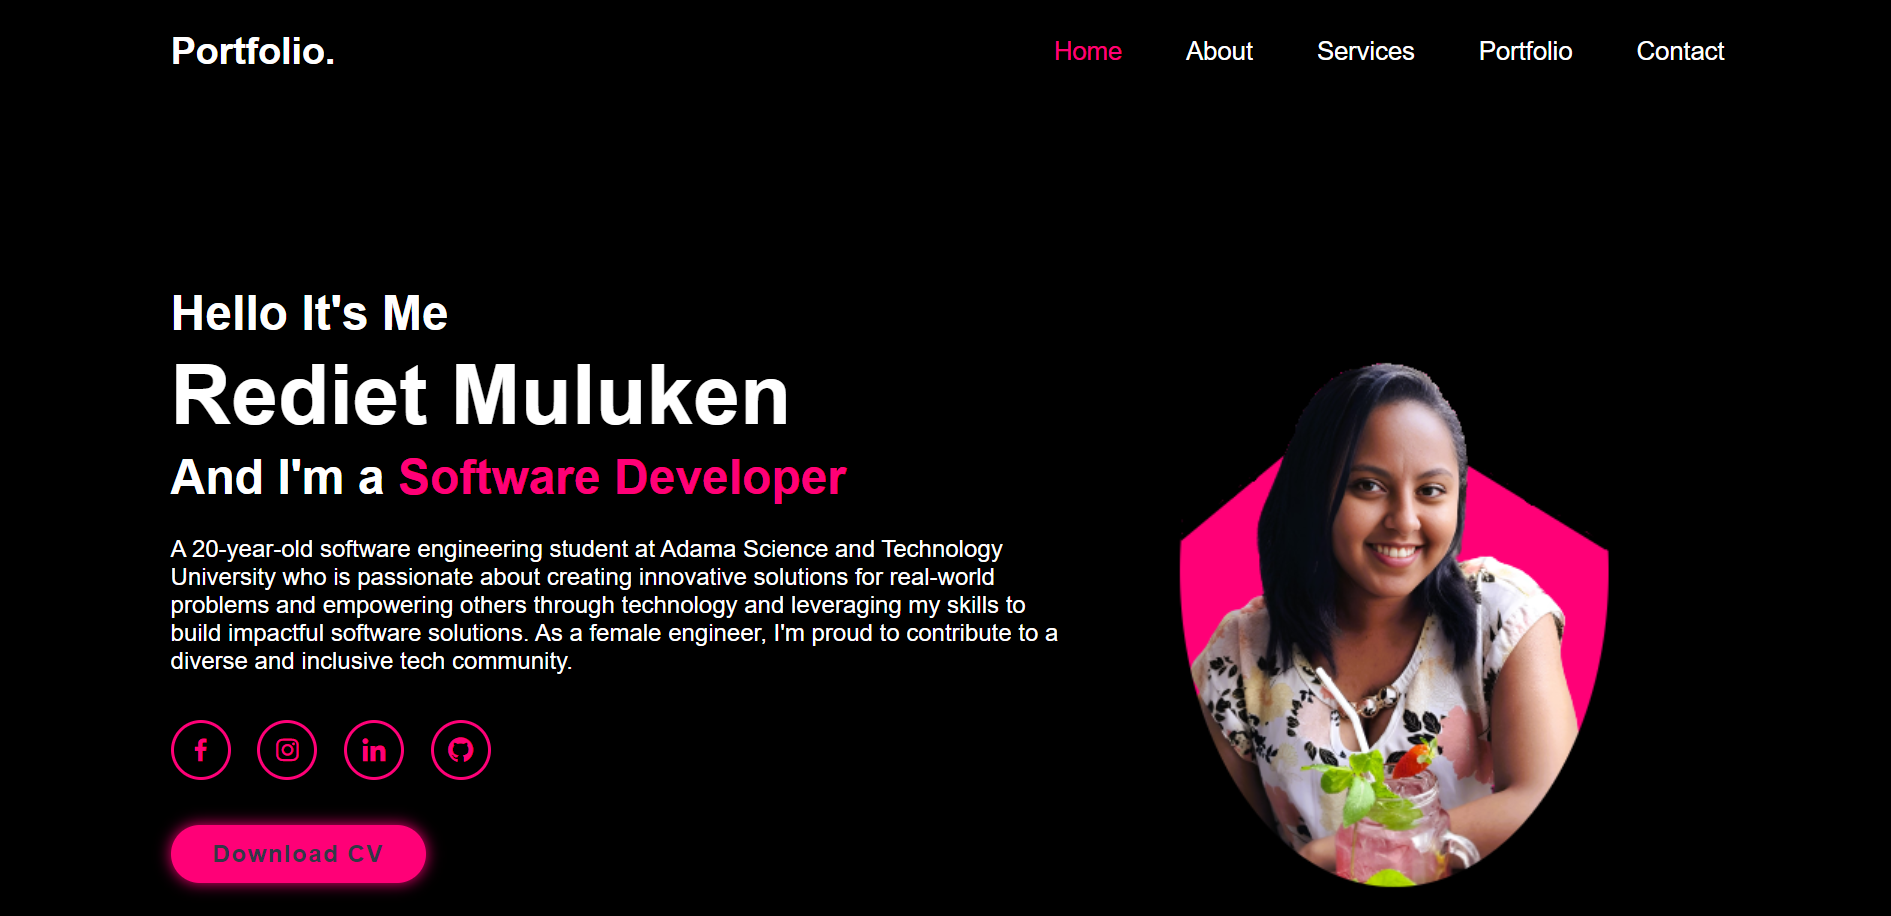 Portfolio.
Home
About
Services
Portfolio
Contact
Hello It's Me
Rediet Muluken
And I'm a Software Developer
A 20-year-old software engineering student at Adama Science and Technology
University who is passionate about creating innovative solutions for real-world
problems and empowering others through technology and leveraging my skills to
build impactful software solutions. As a female engineer, I'm proud to contribute to a
diverse and inclusive tech community.
Download CV